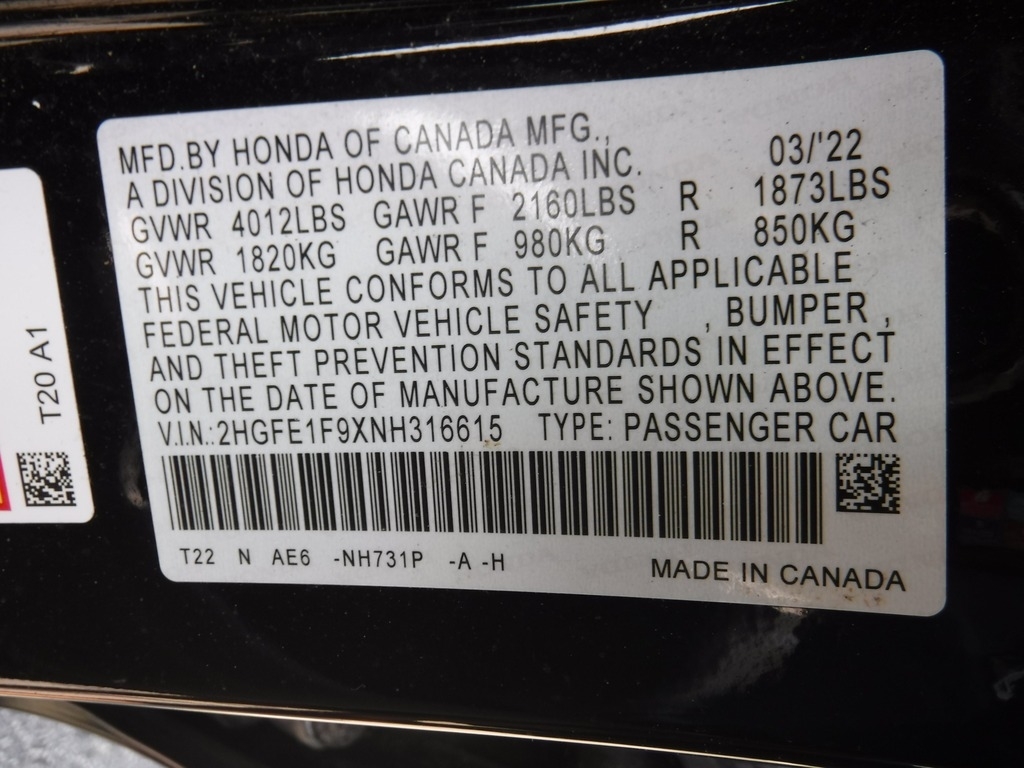 MFD.BY HONDA OF CANADA MFG., 03/'22
A DIVISION OF HONDA CANADA INC.
GVWR 4012LBS GAWR F 2160LBS R 1873LBS
GVWR 1820KG GAWR F 980KG R 850KG
THIS VEHICLE CONFORMS TO ALL APPLICABLE
FEDERAL MOTOR VEHICLE SAFETY , BUMPER ,
AND THEFT PREVENTION STANDARDS IN EFFECT
ON THE DATE OF MANUFACTURE SHOWN ABOVE.
V.I.N.:2HGFE1F9XNH316615 TYPE: PASSENGER CAR
T22 N AE6 -NH731P -A -H
MADE IN CANADA
T20 A1